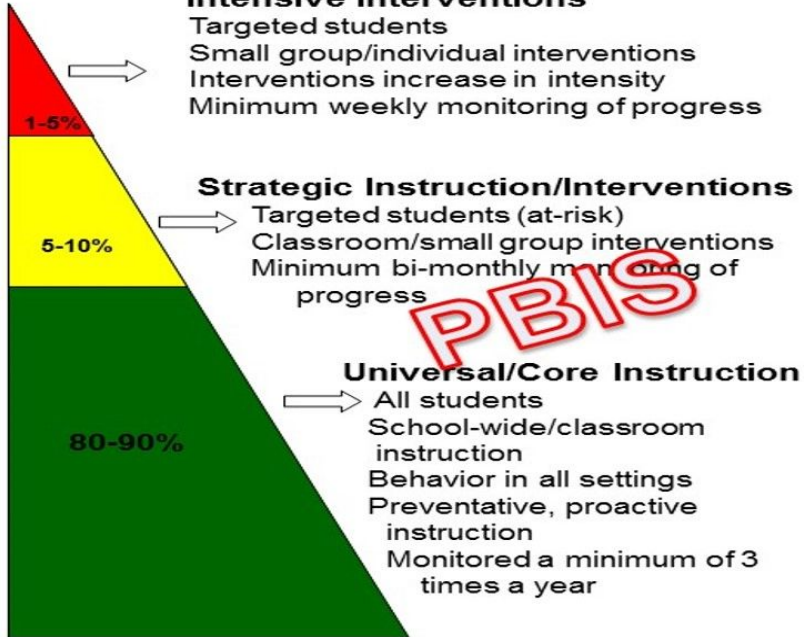 Intensive Interventions
Targeted students
Small group/individual interventions
Interventions increase in intensity
Minimum weekly monitoring of progress
1-5%
Strategic Instruction/Interventions
Targeted students (at-risk)
Classroom/small group interventions
Minimum bi-monthly monitoring of
progress
5-10%
PBIS
Universal/Core Instruction
All students
School-wide/classroom
instruction
Behavior in all settings
Preventative, proactive
instruction
Monitored a minimum of 3
times a year
80-90%